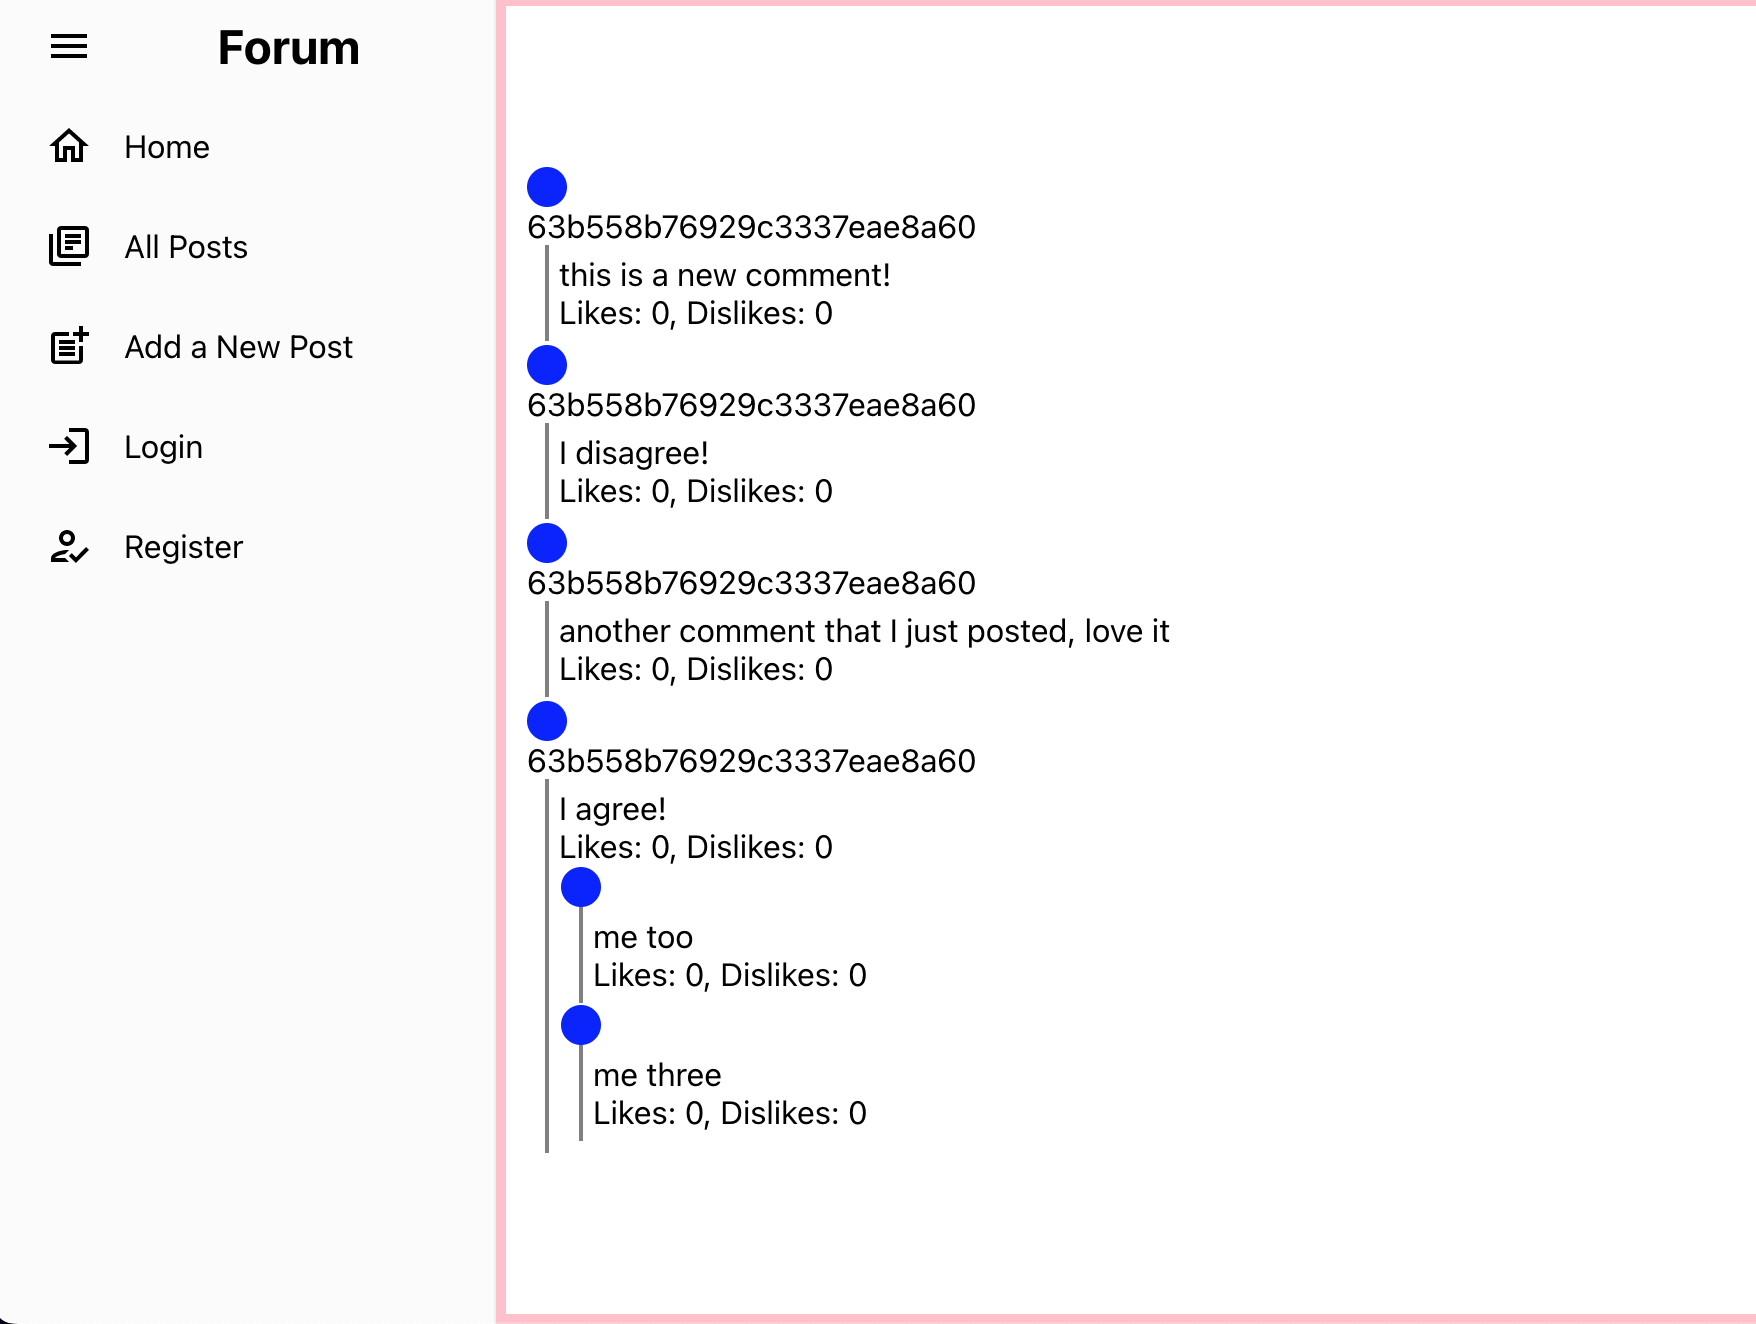 Forum
Home
All Posts
Add a New Post
Login
Register
63b558b76929c3337eae8a60
this is a new comment!
Likes: 0, Dislikes: 0
63b558b76929c3337eae8a60
I disagree!
Likes: 0, Dislikes: 0
63b558b76929c3337eae8a60
another comment that I just posted, love it
Likes: 0, Dislikes: 0
63b558b76929c3337eae8a60
I agree!
Likes: 0, Dislikes: 0
me too
Likes: 0, Dislikes: 0
me three
Likes: 0, Dislikes: 0